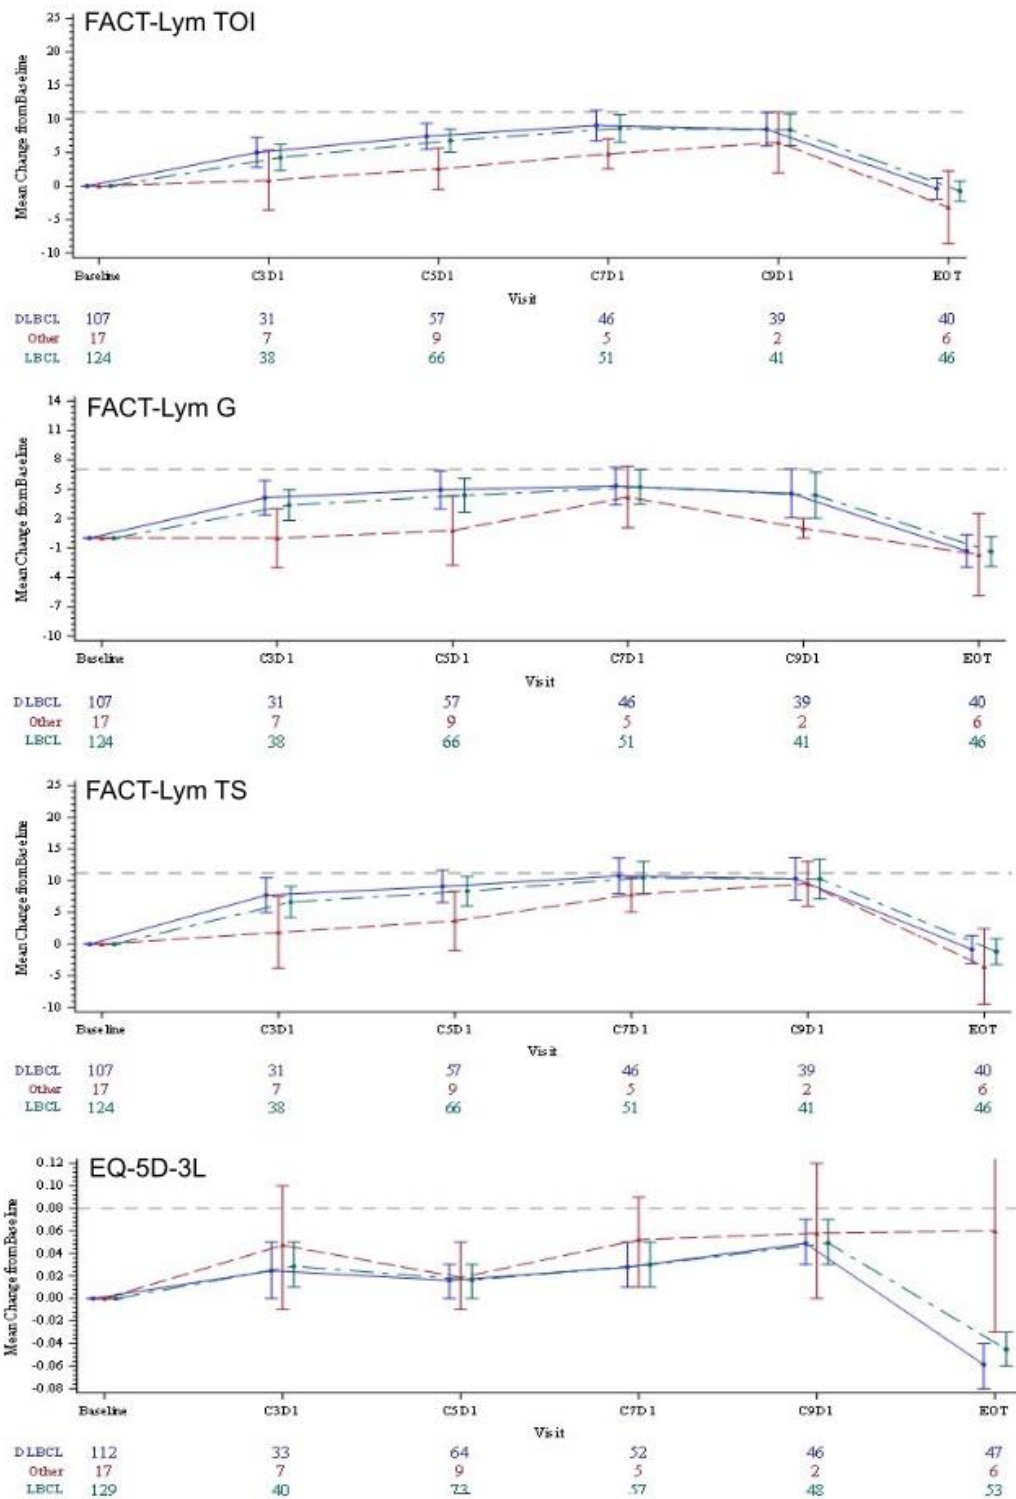 FACT-Lym TOI
Mean Change from Baseline
25
20
15
10
5
0
-5
-10
Baseline C3D1 C5D1 C7D1 C9D1 EOT
Visit
DLBCL 107 31 57 46 39 40
Other 17 7 9 5 2 6
LBCL 124 38 66 51 41 46
FACT-Lym G
Mean Change from Baseline
14
11
8
5
2
-1
-4
-7
-10
Baseline C3D1 C5D1 C7D1 C9D1 EOT
Visit
DLBCL 107 31 57 46 39 40
Other 17 7 9 5 2 6
LBCL 124 38 66 51 41 46
FACT-Lym TS
Mean Change from Baseline
25
20
15
10
5
0
-5
-10
Baseline C3D1 C5D1 C7D1 C9D1 EOT
Visit
DLBCL 107 31 57 46 39 40
Other 17 7 9 5 2 6
LBCL 124 38 66 51 41 46
EQ-5D-3L
Mean Change from Baseline
0.12
0.10
0.08
0.06
0.04
0.02
0.00
-0.02
-0.04
-0.06
-0.08
Baseline C3D1 C5D1 C7D1 C9D1 EOT
Visit
DLBCL 112 33 64 52 46 47
Other 17 7 9 5 2 6
LBCL 129 40 73 57 48 53